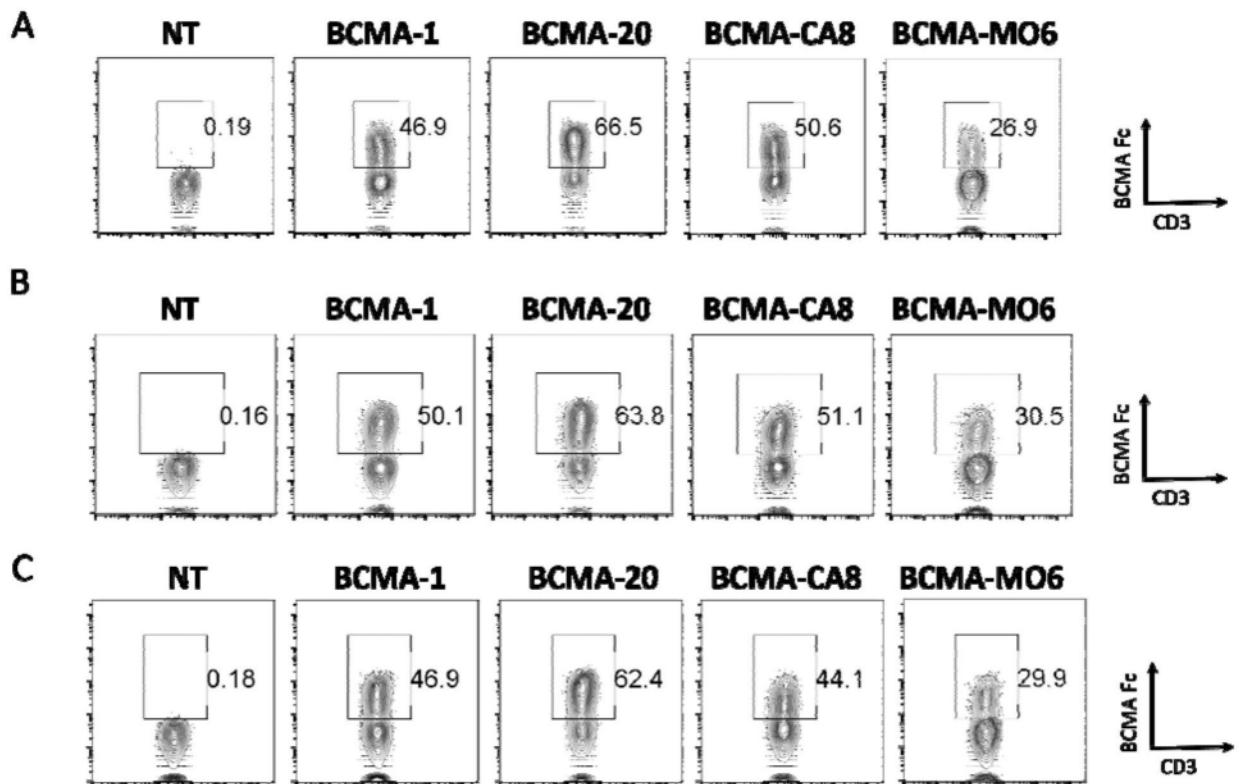 A
NT BCMA-1 BCMA-20 BCMA-CA8 BCMA-MO6
0.19 46.9 66.5 50.6 26.9
BCMA Fc
CD3
B
NT BCMA-1 BCMA-20 BCMA-CA8 BCMA-MO6
0.16 50.1 63.8 51.1 30.5
BCMA Fc
CD3
C
NT BCMA-1 BCMA-20 BCMA-CA8 BCMA-MO6
0.18 46.9 62.4 44.1 29.9
BCMA Fc
CD3